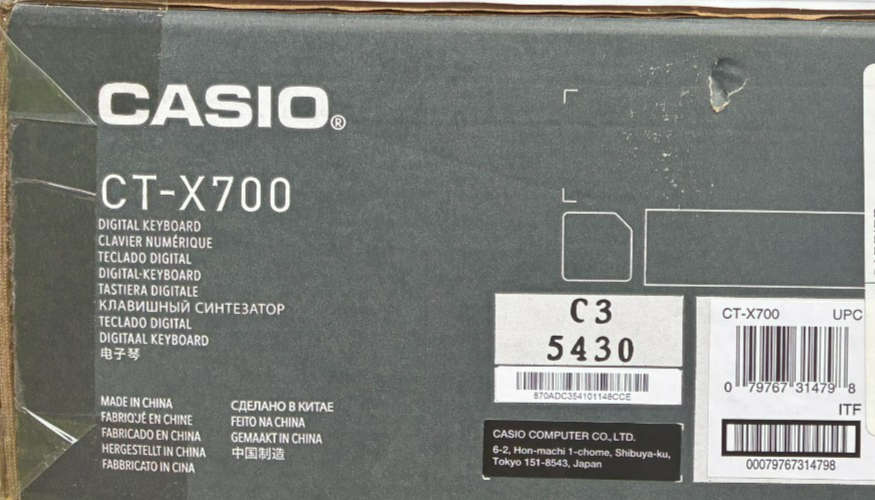 CASIO®
CT-X700
DIGITAL KEYBOARD
CLAVIER NUMÉRIQUE
TECLADO DIGITAL
DIGITAL-KEYBOARD
TASTIERA DIGITALE
КЛАВИШНЫЙ СИНТЕЗАТОР
TECLADO DIGITAL
DIGITAAL KEYBOARD
电子琴
MADE IN CHINA
FABRIQUÉ EN CHINE
FABRICADO EN CHINA
HERGESTELLT IN CHINA
FABBRICATO IN CINA
СДЕЛАНО В КИТАЕ
FEITO NA CHINA
GEMAAKT IN CHINA
中国制造
C3
5430
870ADC354101148CCE
CASIO COMPUTER CO., LTD.
6-2, Hon-machi 1-chome, Shibuya-ku,
Tokyo 151-8543, Japan
CT-X700 UPC
0 79767 31479 8
ITF
00079767314798